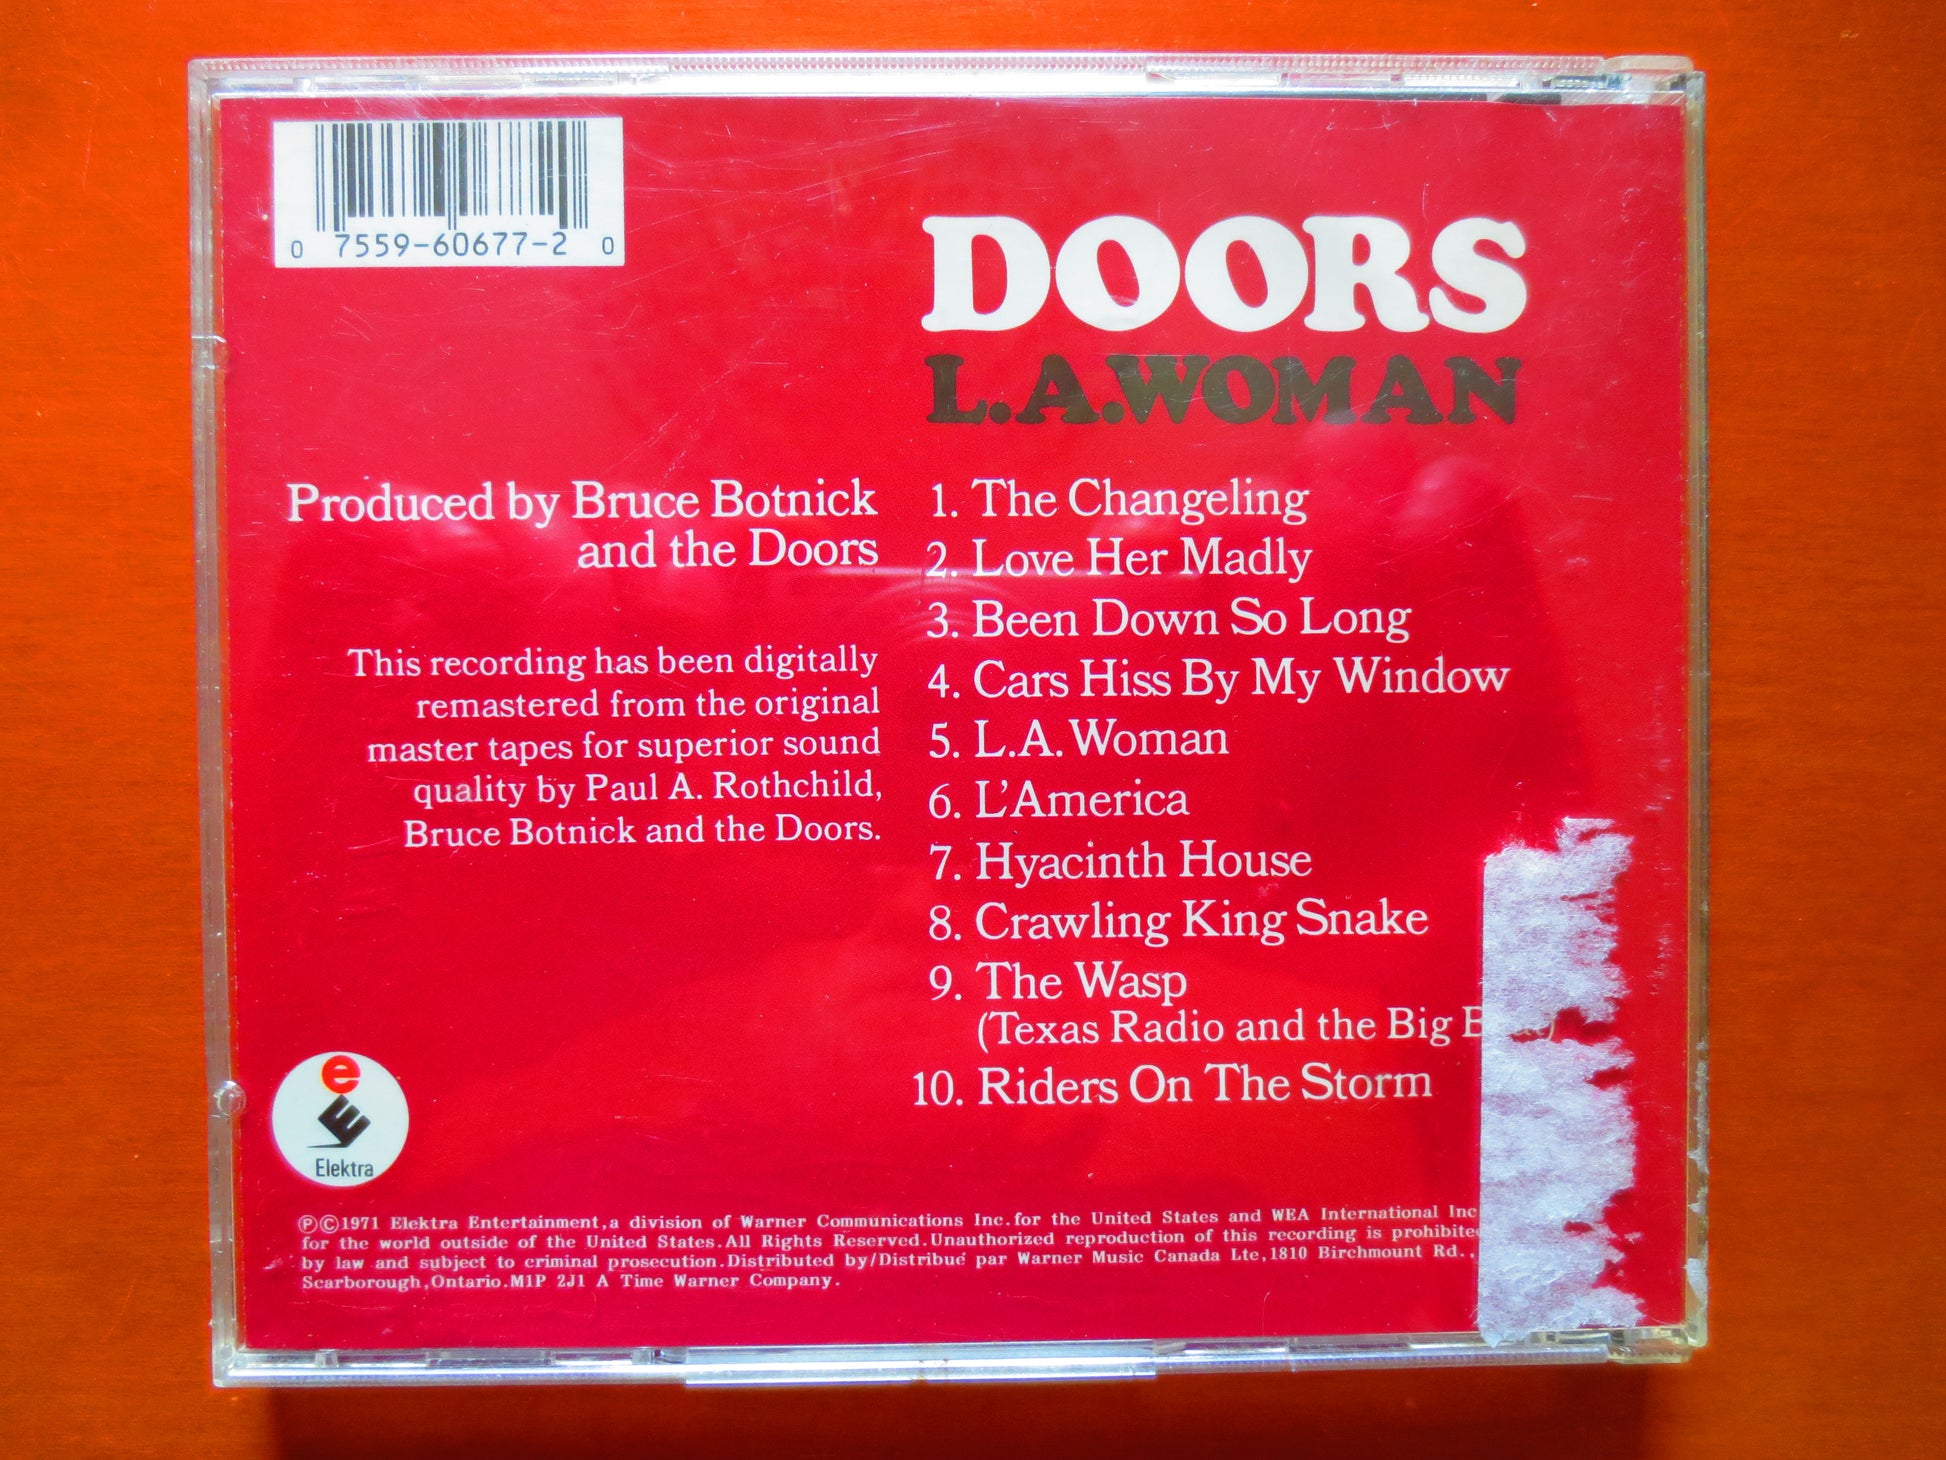 0 7559-60677-2 0
DOORS
L.A.WOMAN
Produced by Bruce Botnick
and the Doors
This recording has been digitally
remastered from the original
master tapes for superior sound
quality by Paul A. Rothchild,
Bruce Botnick and the Doors.
1. The Changeling
2. Love Her Madly
3. Been Down So Long
4. Cars Hiss By My Window
5. L.A. Woman
6. L'America
7. Hyacinth House
8. Crawling King Snake
9. The Wasp
(Texas Radio and the Big
10. Riders On The Storm
e
E
Elektra
ⓅⒸ1971 Elektra Entertainment,a division of Warner Communications Inc.for the United States and WEA International Inc
for the world outside of the United States.All Rights Reserved.Unauthorized reproduction of this recording is prohibited
by law and subject to criminal prosecution.Distributed by/Distribué par Warner Music Canada Lte,1810 Birchmount Rd.,
Scarborough,Ontario.M1P 2J1 A Time Warner Company.